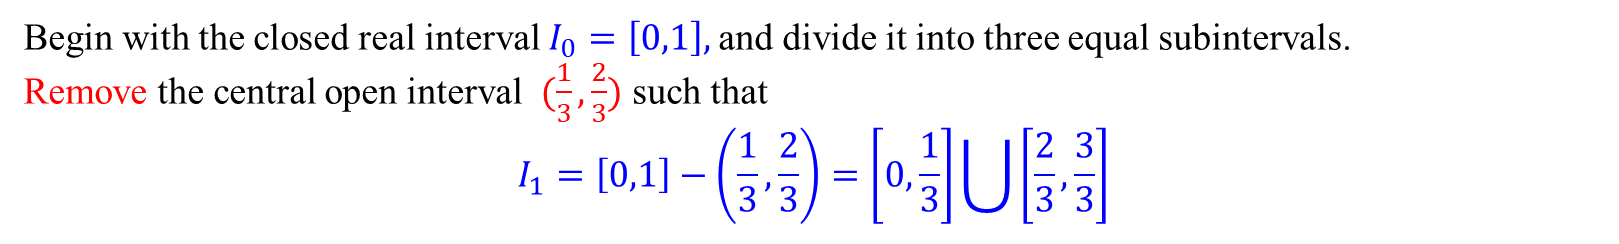 Begin with the closed real interval I₀ = [0,1], and divide it into three equal subintervals.
Remove the central open interval (1/3, 2/3) such that
I₁ = [0,1] − (1/3, 2/3) = [0, 1/3] ⋃ [2/3, 3/3]